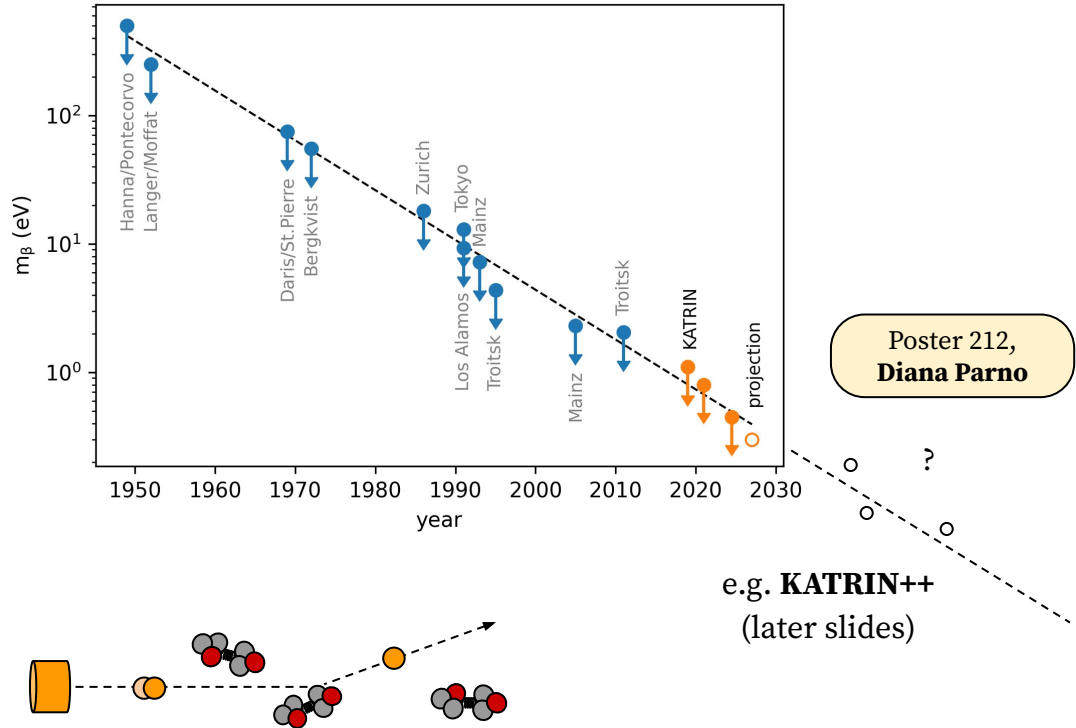 10²
10¹
10⁰
mβ (eV)
Hanna/Pontecorvo
Langer/Moffat
Daris/St.Pierre
Bergkvist
Zurich
Tokyo
Los Alamos
Mainz
Troitsk
Mainz
Troitsk
KATRIN
projection
1950 1960 1970 1980 1990 2000 2010 2020 2030
year
Poster 212,
Diana Parno
?
e.g. KATRIN++
(later slides)